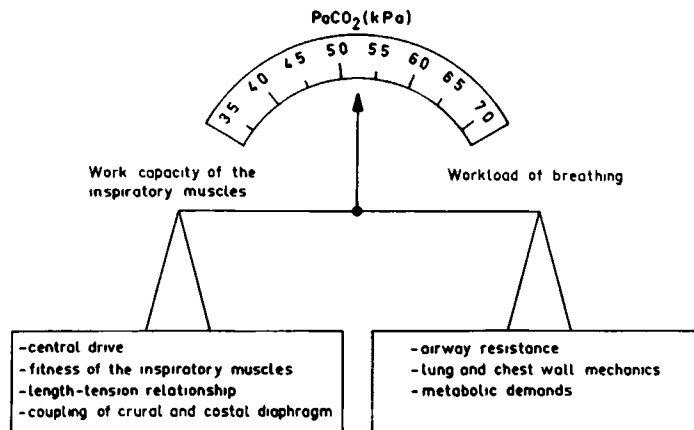 PaCO₂(kPa)
35 40 45 50 55 60 65 70
Work capacity of the
inspiratory muscles
Workload of breathing
-central drive
-fitness of the inspiratory muscles
-length-tension relationship
-coupling of crural and costal diaphragm
-airway resistance
-lung and chest wall mechanics
-metabolic demands